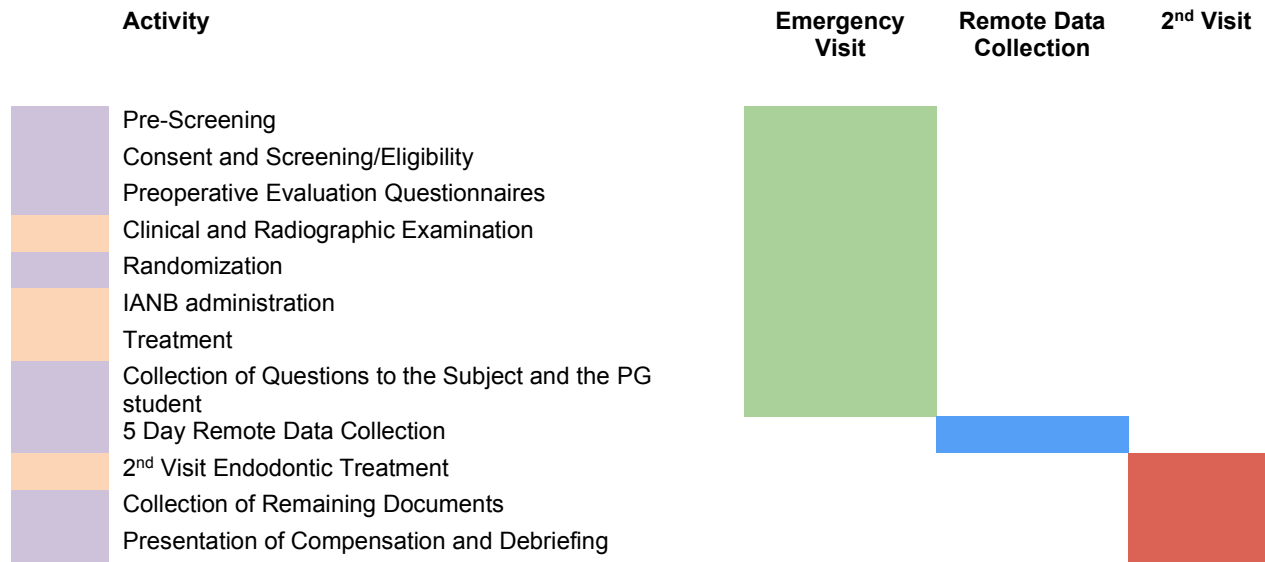 Activity Emergency Visit Remote Data Collection 2nd Visit
Pre-Screening
Consent and Screening/Eligibility
Preoperative Evaluation Questionnaires
Clinical and Radiographic Examination
Randomization
IANB administration
Treatment
Collection of Questions to the Subject and the PG
student
5 Day Remote Data Collection
2nd Visit Endodontic Treatment
Collection of Remaining Documents
Presentation of Compensation and Debriefing